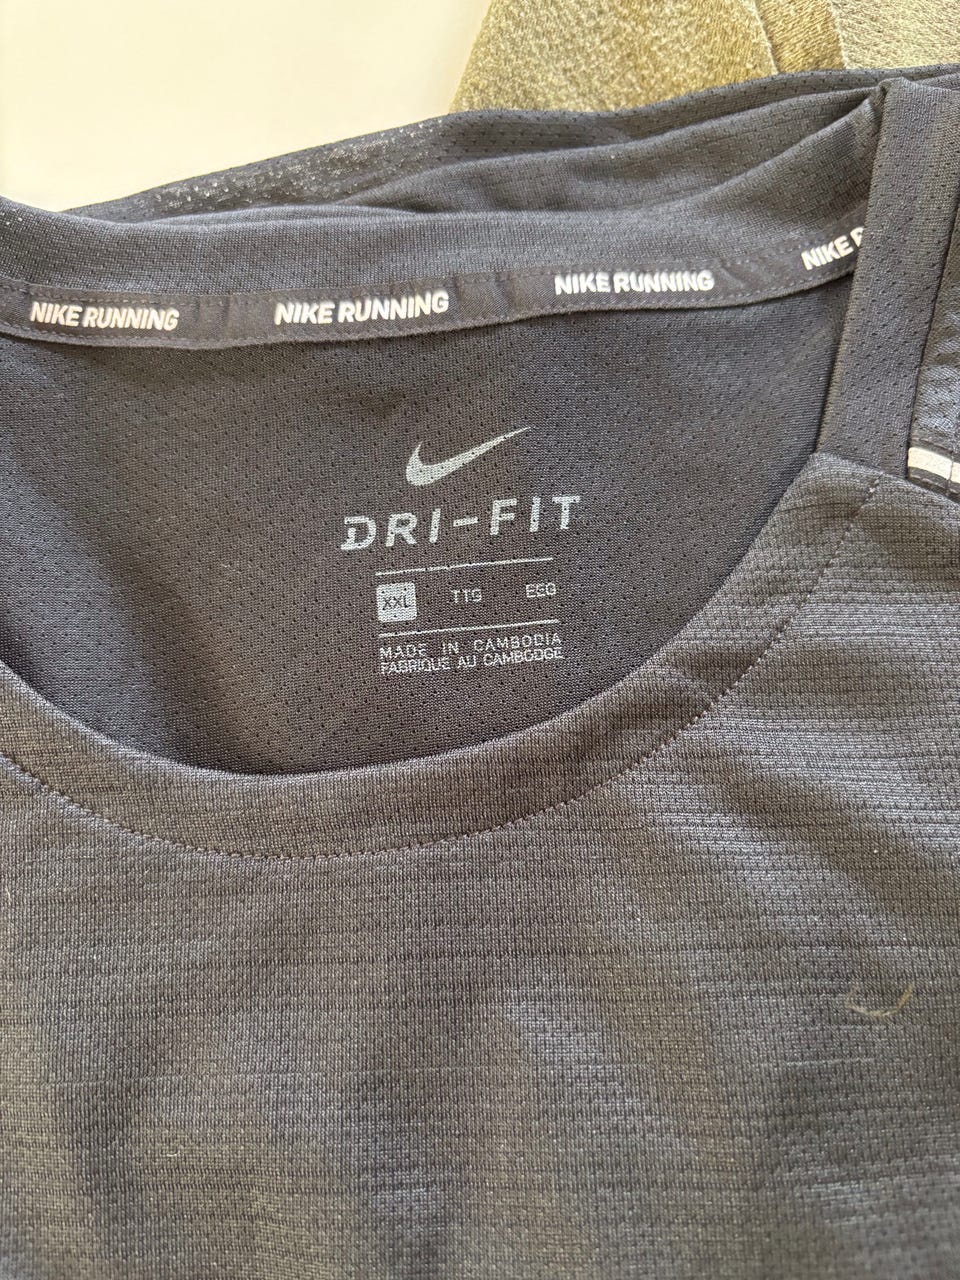 NIKE RUNNING NIKE RUNNING NIKE RUNNING NIKE
DRI-FIT
XXL TTG EEG
MADE IN CAMBODIA
FABRIQUE AU CAMBODGE